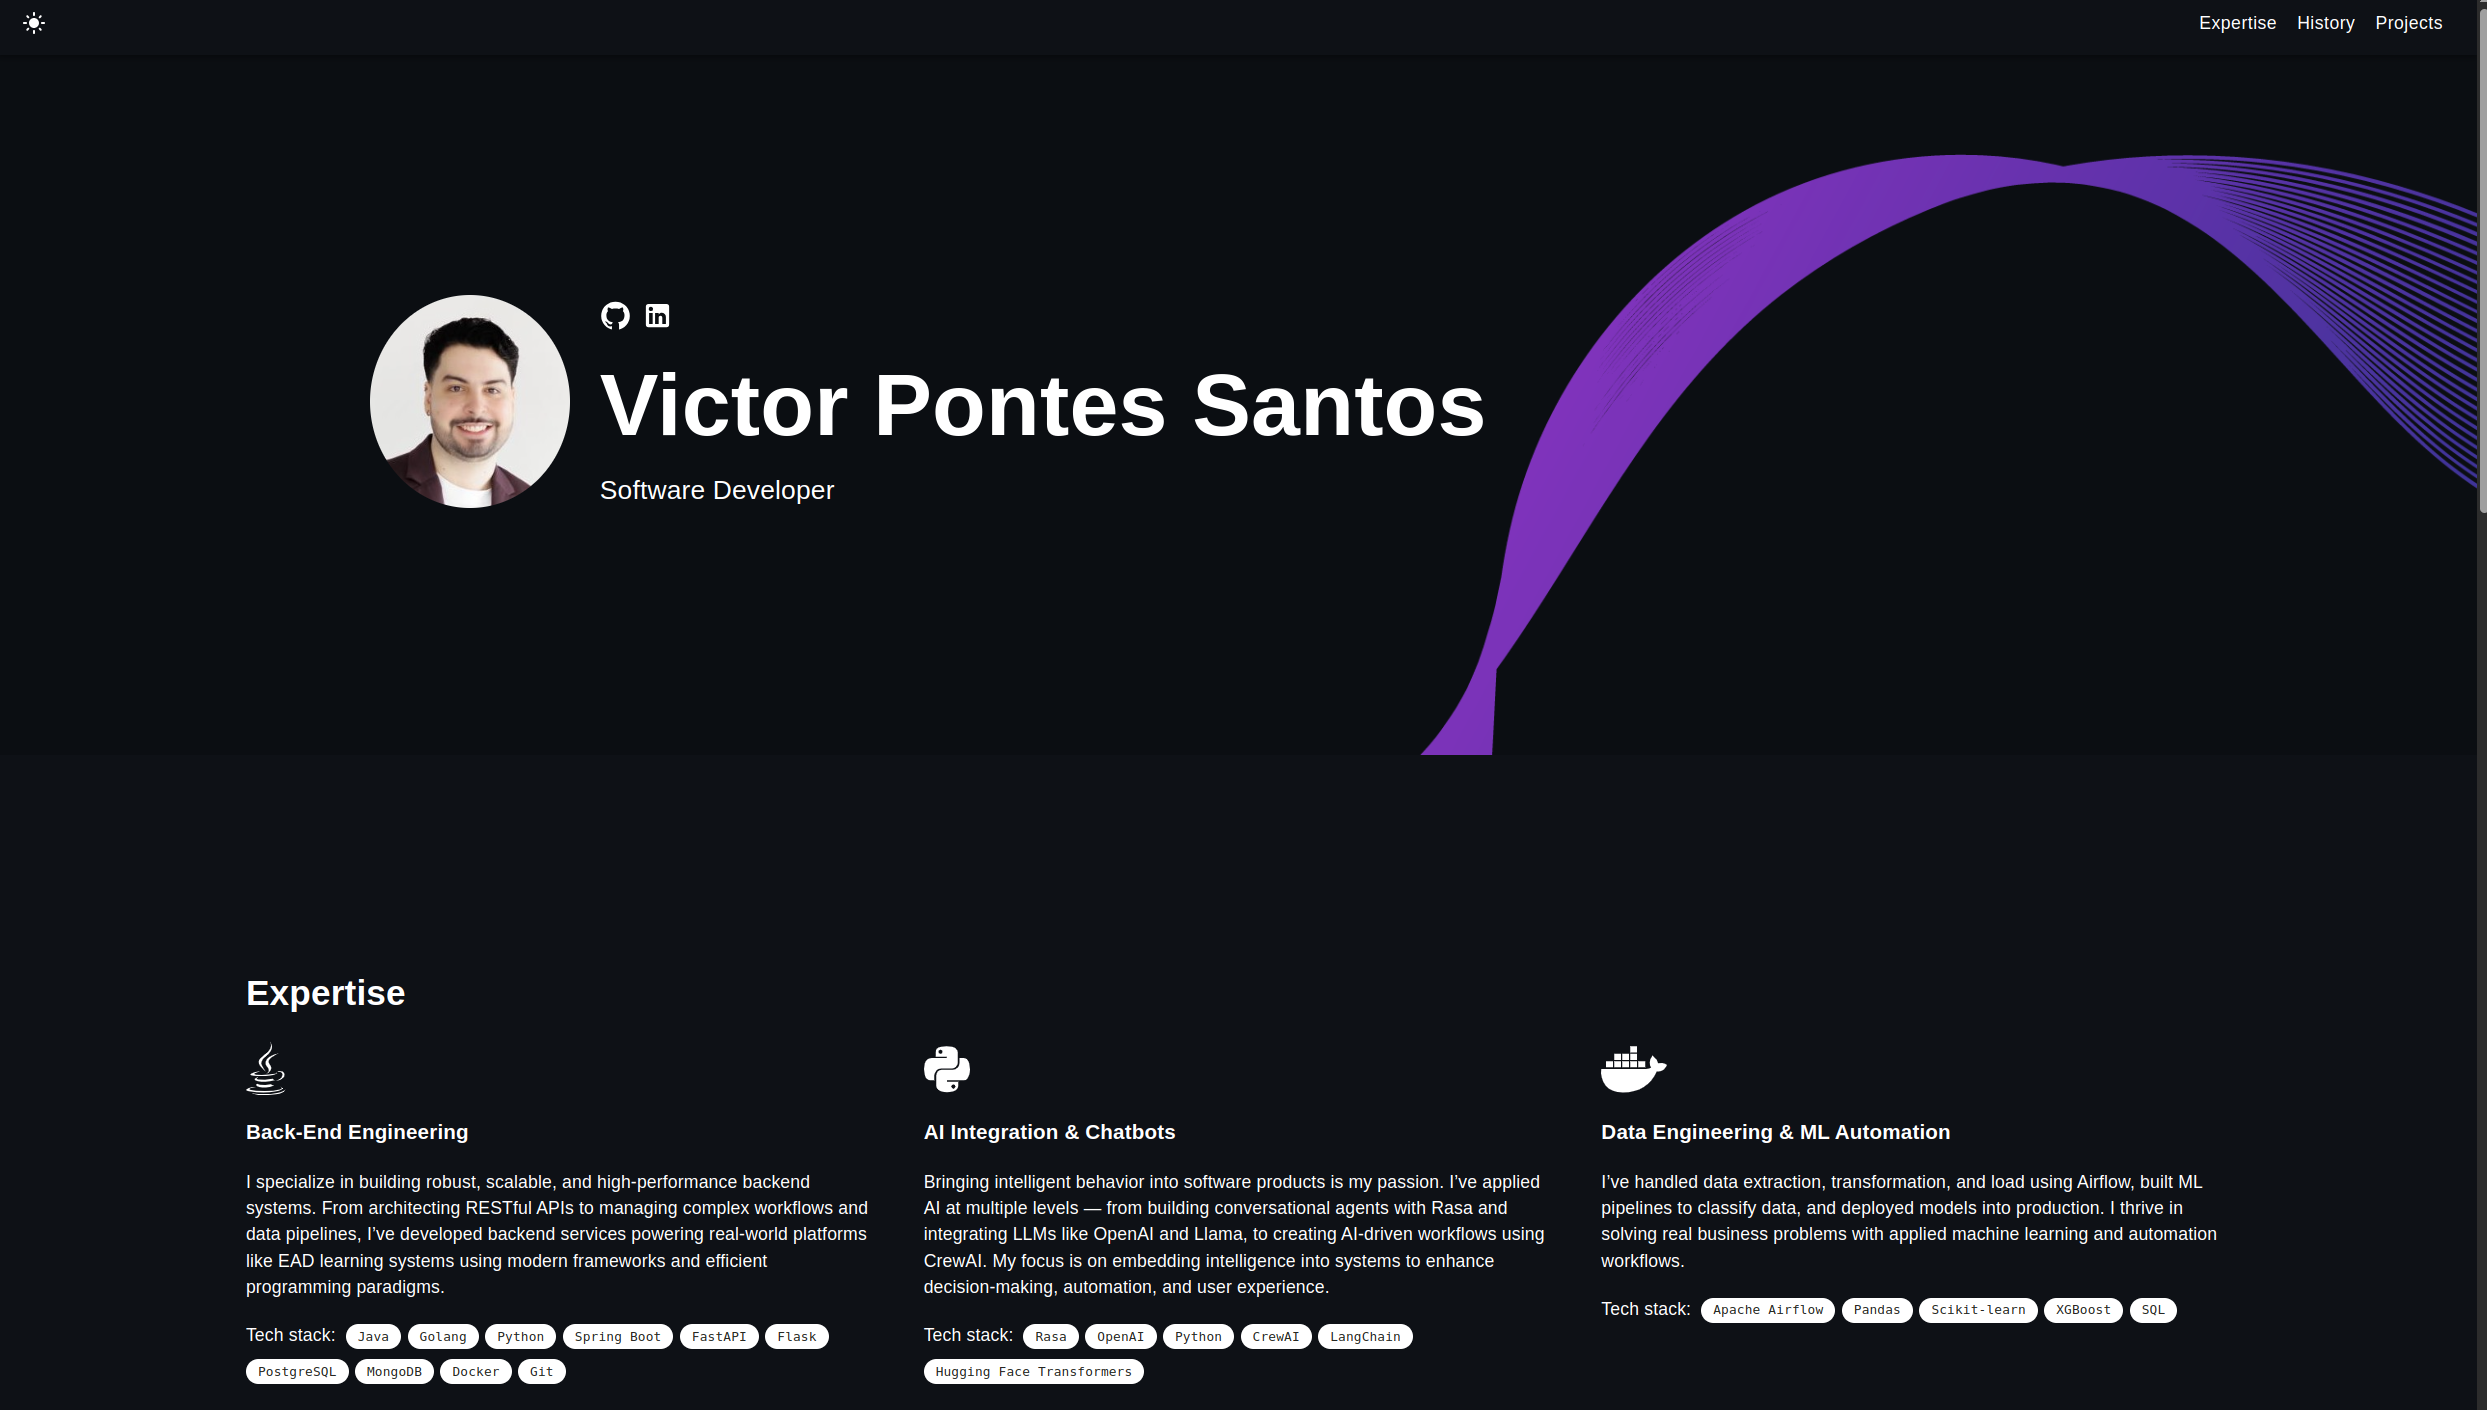 Expertise History Projects
Victor Pontes Santos
Software Developer
Expertise
Back-End Engineering
I specialize in building robust, scalable, and high-performance backend
systems. From architecting RESTful APIs to managing complex workflows and
data pipelines, I’ve developed backend services powering real-world platforms
like EAD learning systems using modern frameworks and efficient
programming paradigms.
Tech stack: Java Golang Python Spring Boot FastAPI Flask
PostgreSQL MongoDB Docker Git
AI Integration & Chatbots
Bringing intelligent behavior into software products is my passion. I’ve applied
AI at multiple levels — from building conversational agents with Rasa and
integrating LLMs like OpenAI and Llama, to creating AI-driven workflows using
CrewAI. My focus is on embedding intelligence into systems to enhance
decision-making, automation, and user experience.
Tech stack: Rasa OpenAI Python CrewAI LangChain
Hugging Face Transformers
Data Engineering & ML Automation
I’ve handled data extraction, transformation, and load using Airflow, built ML
pipelines to classify data, and deployed models into production. I thrive in
solving real business problems with applied machine learning and automation
workflows.
Tech stack: Apache Airflow Pandas Scikit-learn XGBoost SQL